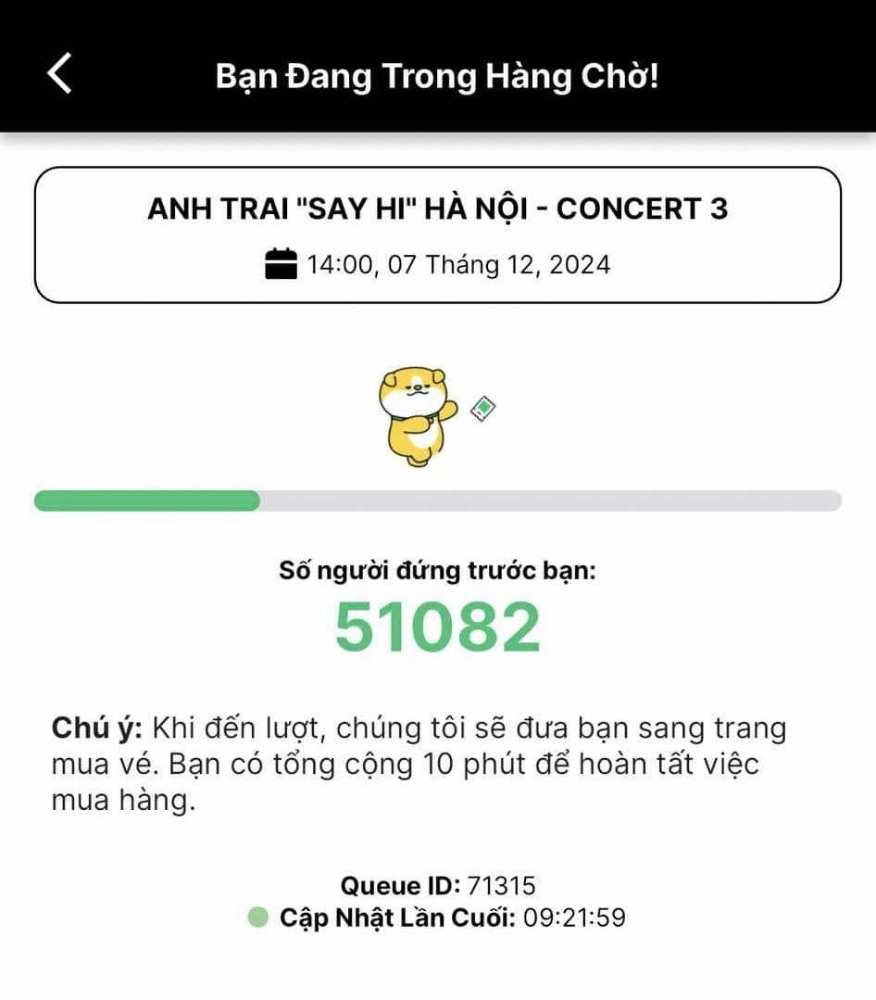 Bạn Đang Trong Hàng Chờ!
ANH TRAI "SAY HI" HÀ NỘI - CONCERT 3
14:00, 07 Tháng 12, 2024
Số người đứng trước bạn:
51082
Chú ý: Khi đến lượt, chúng tôi sẽ đưa bạn sang trang
mua vé. Bạn có tổng cộng 10 phút để hoàn tất việc
mua hàng.
Queue ID: 71315
Cập Nhật Lần Cuối: 09:21:59